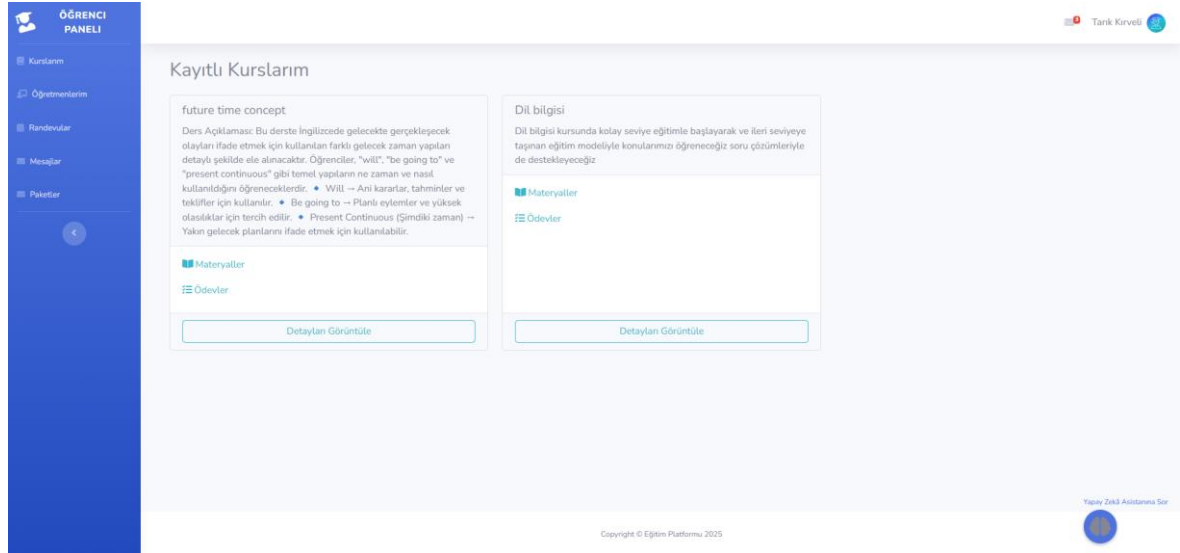 ÖĞRENCI
PANELI
Kurslarım
Öğretmenlerim
Randevular
Mesajlar
Paketler
Tarık Kırveli
Kayıtlı Kurslarım
future time concept
Ders Açıklaması: Bu derste İngilizcede gelecekte gerçekleşecek
olayları ifade etmek için kullanılan farklı gelecek zaman yapıları
detaylı şekilde ele alınacaktır. Öğrenciler, "will", "be going to" ve
"present continuous" gibi temel yapıların ne zaman ve nasıl
kullanıldığını öğreneceklerdir. 🔹 Will → Ani kararlar, tahminler ve
teklifler için kullanılır. 🔹 Be going to → Planlı eylemler ve yüksek
olasılıklar için tercih edilir. 🔹 Present Continuous (Şimdiki zaman) →
Yakın gelecek planlarını ifade etmek için kullanılabilir.
Materyaller
Ödevler
Detayları Görüntüle
Dil bilgisi
Dil bilgisi kursunda kolay seviye eğitimle başlayarak ve ileri seviyeye
taşınan eğitim modeliyle konularımızı öğreneceğiz soru çözümleriyle
de destekleyeceğiz
Materyaller
Ödevler
Detayları Görüntüle
Yapay Zekâ Asistanına Sor
Copyright © Eğitim Platformu 2025